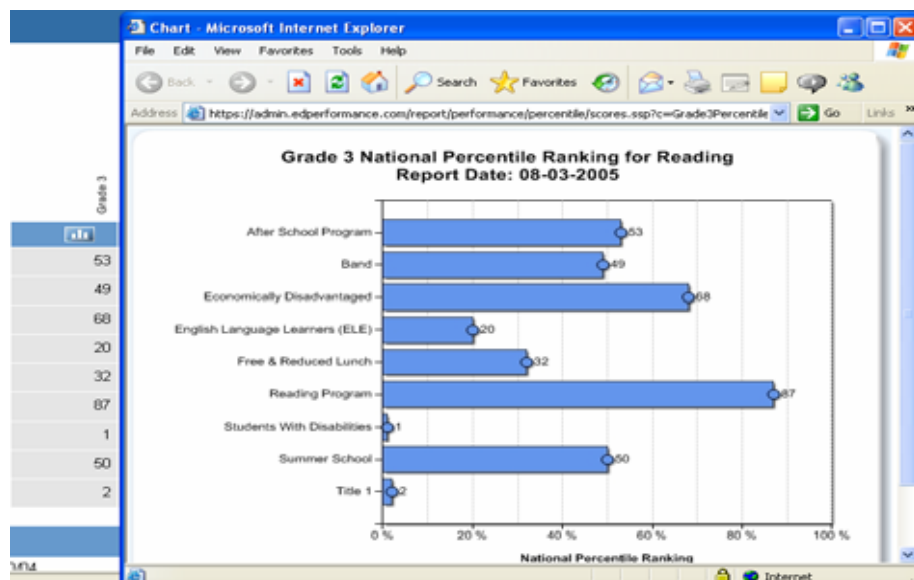 Chart - Microsoft Internet Explorer
File Edit View Favorites Tools Help
Back Search Favorites
Address https://admin.edperformance.com/report/performance/percentile/scores.ssp?c=Grade3Percentile Go Links »
Grade 3 National Percentile Ranking for Reading
Report Date: 08-03-2005
Grade 3
53
49
68
20
32
87
1
50
2
After School Program 53
Band 49
Economically Disadvantaged 68
English Language Learners (ELE) 20
Free & Reduced Lunch 32
Reading Program 87
Students With Disabilities 1
Summer School 50
Title 1 2
0 % 20 % 40 % 60 % 80 % 100 %
National Percentile Ranking
Internet